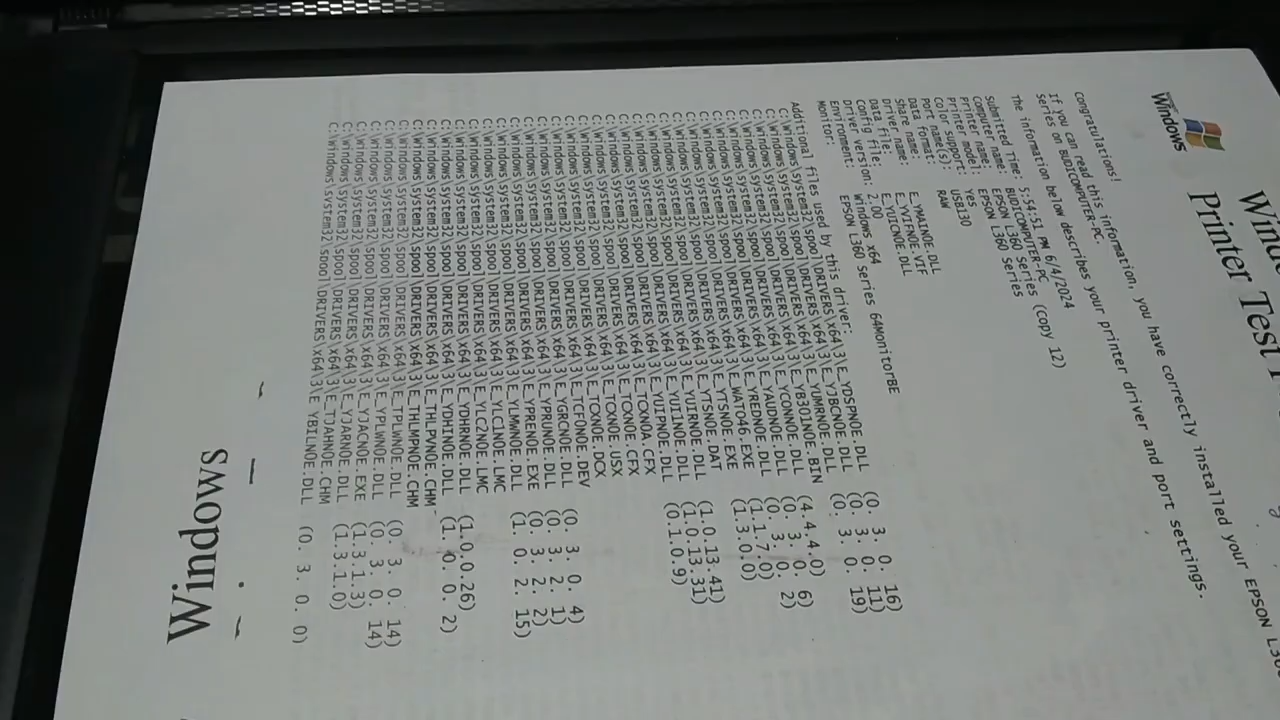 Windows
Printer Test
Congratulations!
If you can read this information, you have correctly installed your EPSON
Series on BUDICOMPUTER-PC.
The information below describes your printer driver and port settings.
Submitted Time: 5:54:51 PM 6/4/2024
Computer name: BUDICOMPUTER-PC
Printer name: EPSON L360 Series (Copy 12)
Printer model: EPSON L360 Series
Color support: Yes
Port name(s): USB130
Data format: RAW
Share name:
Driver name: E_YMAINOE.DLL
Data file: E_YVIFNOE.VIF
Config file: E_YUICNOE.DLL
Driver version: 2.00
Environment: Windows x64
Monitor: EPSON L360 Series 64MonitorBE
Additional files used by this driver:
C:\Windows\system32\spool\DRIVERS\x64\3\E_YDSPNOE.DLL (0. 3. 0. 16)
C:\Windows\system32\spool\DRIVERS\x64\3\E_YJBCNOE.DLL (0. 3. 0. 11)
C:\Windows\system32\spool\DRIVERS\x64\3\E_YUMRNOE.DLL (0. 3. 0. 19)
C:\Windows\system32\spool\DRIVERS\x64\3\E_YB3OINOE.BIN
C:\Windows\system32\spool\DRIVERS\x64\3\E_YCONNOE.DLL (4.4.4.0)
C:\Windows\system32\spool\DRIVERS\x64\3\E_YAUDNOE.DLL (0. 3. 0. 6)
C:\Windows\system32\spool\DRIVERS\x64\3\E_YREDNOE.DLL (0. 3. 0. 2)
C:\Windows\system32\spool\DRIVERS\x64\3\E_WATO46.EXE (1.1.7.0)
C:\Windows\system32\spool\DRIVERS\x64\3\E_YTSNOE.EXE (1.3.0.0)
C:\Windows\system32\spool\DRIVERS\x64\3\E_YTSNOE.DAT
C:\Windows\system32\spool\DRIVERS\x64\3\E_YUIRNOE.DLL (1.0.13.41)
C:\Windows\system32\spool\DRIVERS\x64\3\E_YUI1NOE.DLL (1.0.13.31)
C:\Windows\system32\spool\DRIVERS\x64\3\E_YUIPNOE.DLL (0.1.0.9)
C:\Windows\system32\spool\DRIVERS\x64\3\E_TCXNOA.CFX
C:\Windows\system32\spool\DRIVERS\x64\3\E_TCXNOE.CFX
C:\Windows\system32\spool\DRIVERS\x64\3\E_TCXNOE.USX
C:\Windows\system32\spool\DRIVERS\x64\3\E_TCXNOE.DCX
C:\Windows\system32\spool\DRIVERS\x64\3\E_TCFONOE.DEV
C:\Windows\system32\spool\DRIVERS\x64\3\E_YGRCNOE.DLL (0. 3. 0. 4)
C:\Windows\system32\spool\DRIVERS\x64\3\E_YPRUNOE.DLL (0. 3. 2. 1)
C:\Windows\system32\spool\DRIVERS\x64\3\E_YPRENOE.EXE (0. 3. 2. 2)
C:\Windows\system32\spool\DRIVERS\x64\3\E_YLMWNOE.DLL (1. 0. 2. 15)
C:\Windows\system32\spool\DRIVERS\x64\3\E_YLC1NOE.LMC
C:\Windows\system32\spool\DRIVERS\x64\3\E_YLC2NOE.LMC
C:\Windows\system32\spool\DRIVERS\x64\3\E_YDHRNOE.DLL (1.0.0.26)
C:\Windows\system32\spool\DRIVERS\x64\3\E_YDHINOE.DLL (1. 0. 0. 2)
C:\Windows\system32\spool\DRIVERS\x64\3\E_THLPVNOE.CHM
C:\Windows\system32\spool\DRIVERS\x64\3\E_THLMPNOE.CHM
C:\Windows\system32\spool\DRIVERS\x64\3\E_TPLWNOE.DLL (0. 3. 0. 14)
C:\Windows\system32\spool\DRIVERS\x64\3\E_YPLWNOE.DLL (0. 3. 0. 14)
C:\Windows\system32\spool\DRIVERS\x64\3\E_YJACNOE.EXE (1.3.1.3)
C:\Windows\system32\spool\DRIVERS\x64\3\E_YJARNOE.DLL (1.3.1.0)
C:\Windows\system32\spool\DRIVERS\x64\3\E_TJAHNOE.CHM
C:\Windows\system32\spool\DRIVERS\x64\3\E_YBILNOE.DLL (0. 3. 0. 0)
Windows